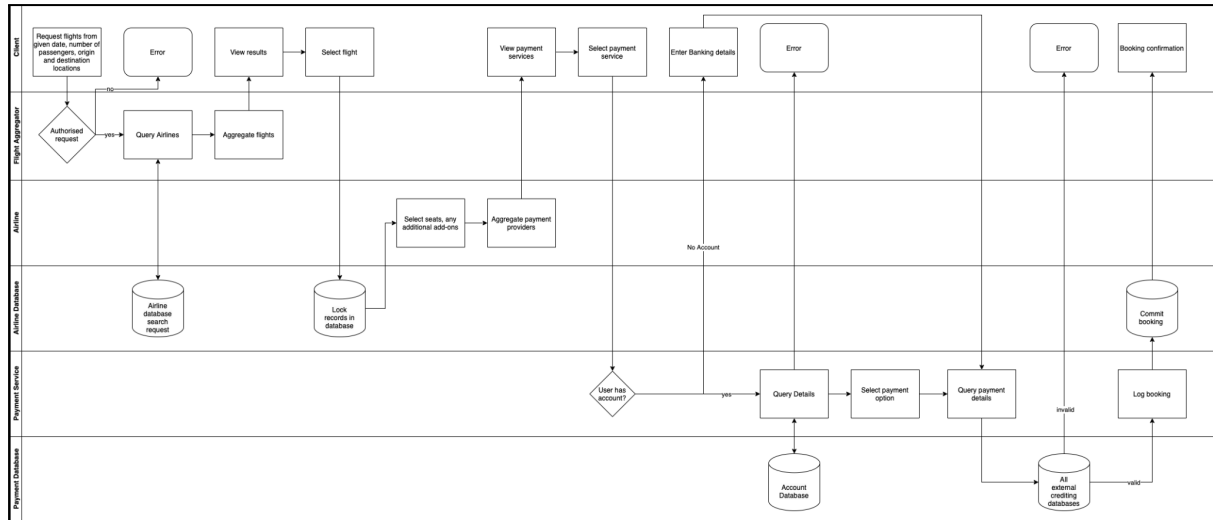 Client
Request flights from
given date, number of
passengers, origin
and destination
locations
Error
View results
Select flight
View payment
services
Select payment
service
Enter Banking details
Error
Error
Booking confirmation
no
Flight Aggregator
Authorised
request
yes
Query Airlines
Aggregate flights
Airline
Select seats, any
additional add-ons
Aggregate payment
providers
No Account
Airline Database
Airline
database
search
request
Lock
records in
database
Commit
booking
Payment Service
User has
account?
yes
Query Details
Select payment
option
Query payment
details
invalid
Log booking
Payment Database
Account
Database
All
external
crediting
databases
valid